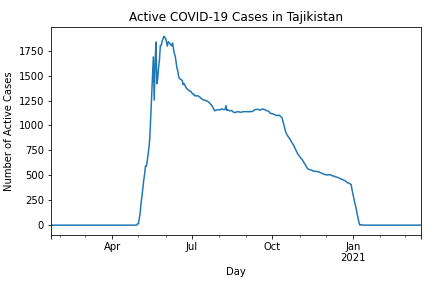 Active COVID-19 Cases in Tajikistan
Number of Active Cases
1750
1500
1250
1000
750
500
250
0
Apr
Jul
Oct
Jan
2021
Day